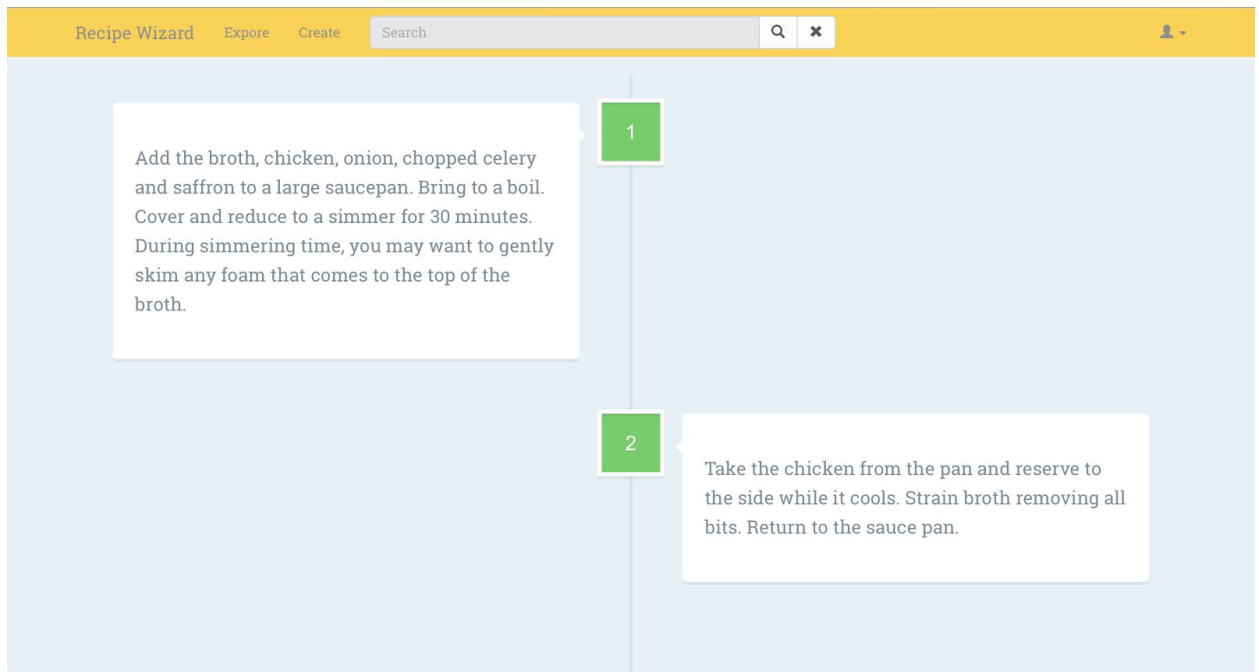 Recipe Wizard Expore Create Search
1
Add the broth, chicken, onion, chopped celery
and saffron to a large saucepan. Bring to a boil.
Cover and reduce to a simmer for 30 minutes.
During simmering time, you may want to gently
skim any foam that comes to the top of the
broth.
2
Take the chicken from the pan and reserve to
the side while it cools. Strain broth removing all
bits. Return to the sauce pan.